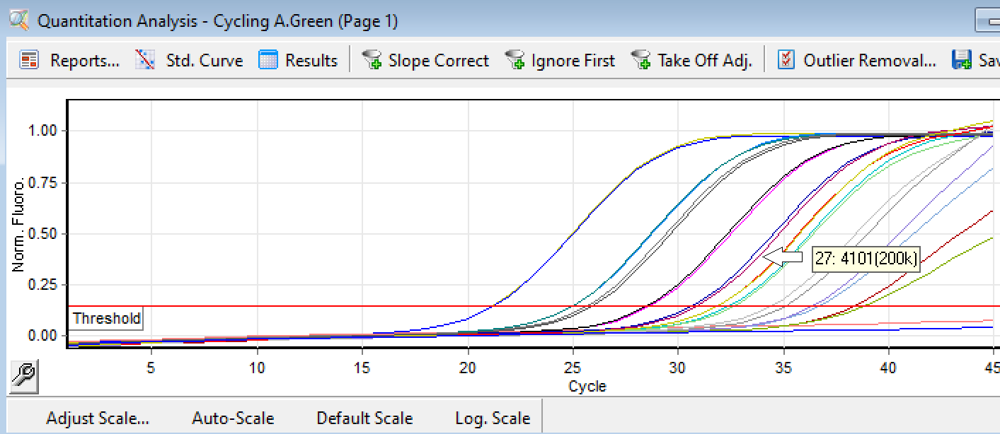 Quantitation Analysis - Cycling A.Green (Page 1)
Reports... Std. Curve Results Slope Correct Ignore First Take Off Adj. Outlier Removal... Sav
Norm. Fluoro.
1.00
0.75
0.50
0.25
0.00
27: 4101(200k)
Threshold
5 10 15 20 25 30 35 40 45
Cycle
Adjust Scale... Auto-Scale Default Scale Log. Scale